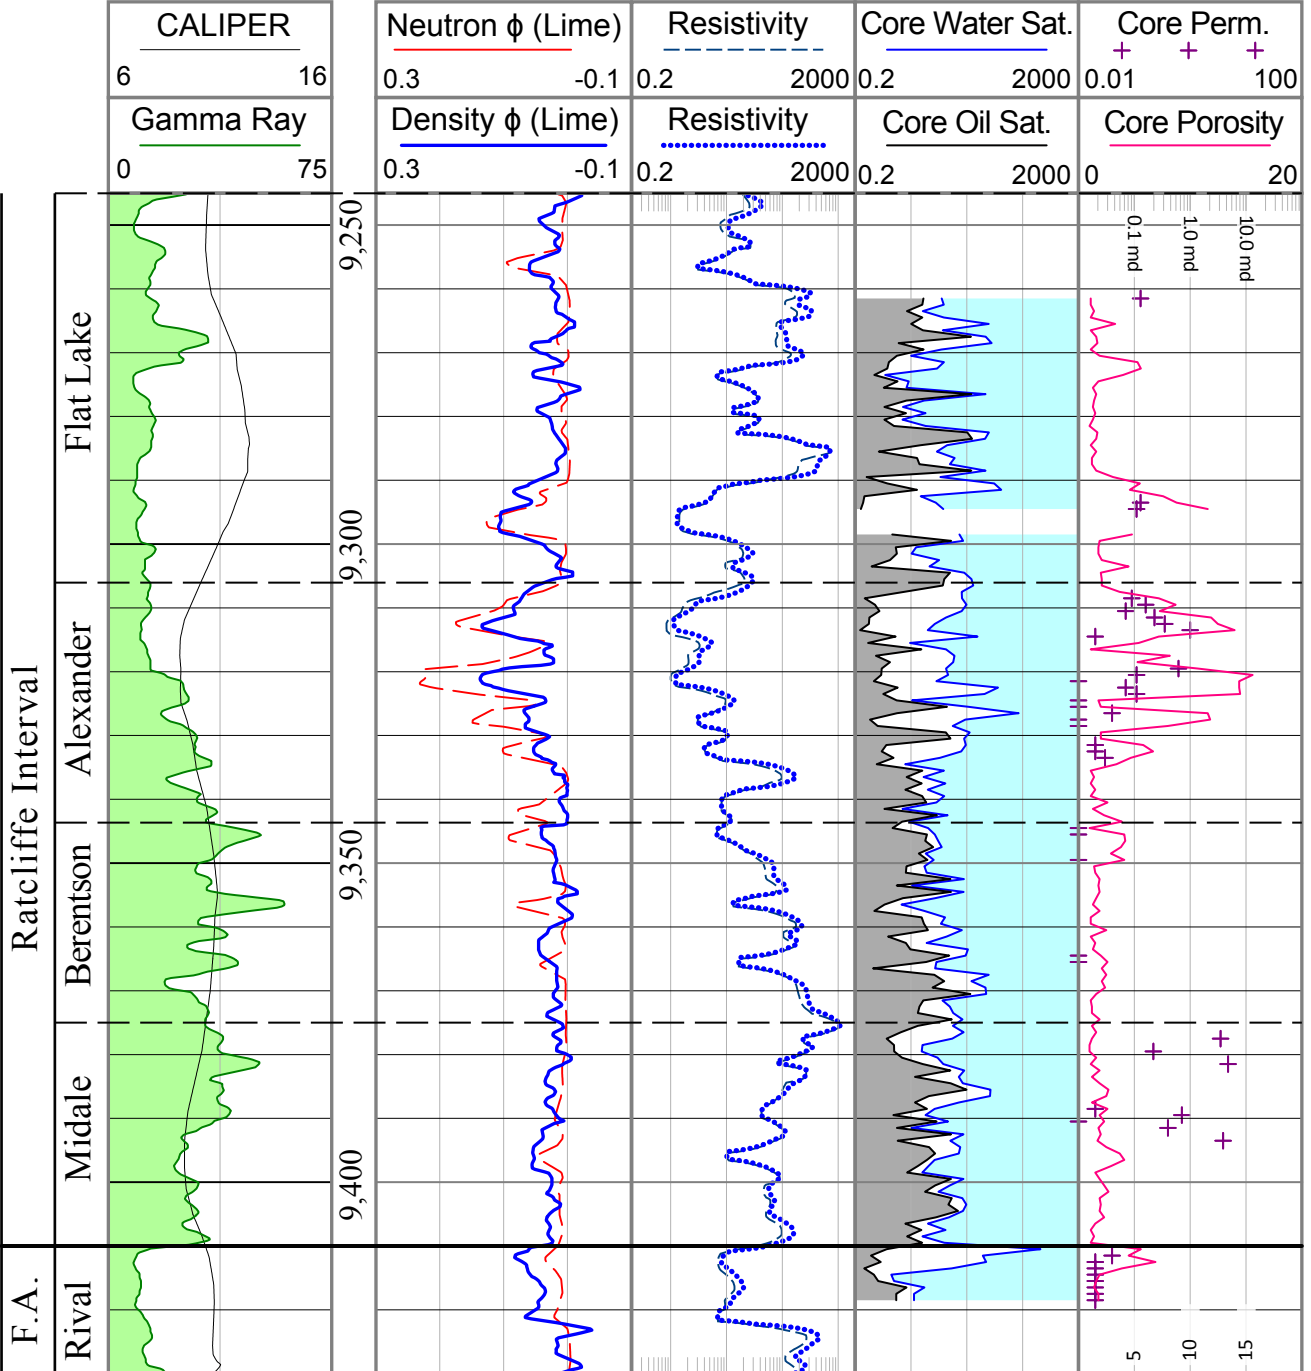 CALIPER
6 16
Gamma Ray
0 75
Neutron ϕ (Lime)
0.3 -0.1
Density ϕ (Lime)
0.3 -0.1
Resistivity
0.2 2000
Resistivity
0.2 2000
Core Water Sat.
0.2 2000
Core Oil Sat.
0.2 2000
Core Perm.
0.01 100
Core Porosity
0 20
0.1 md
1.0 md
10.0 md
9,250
9,300
9,350
9,400
Ratcliffe Interval
Flat Lake
Alexander
Berentson
Midale
F.A.
Rival
5
10
15